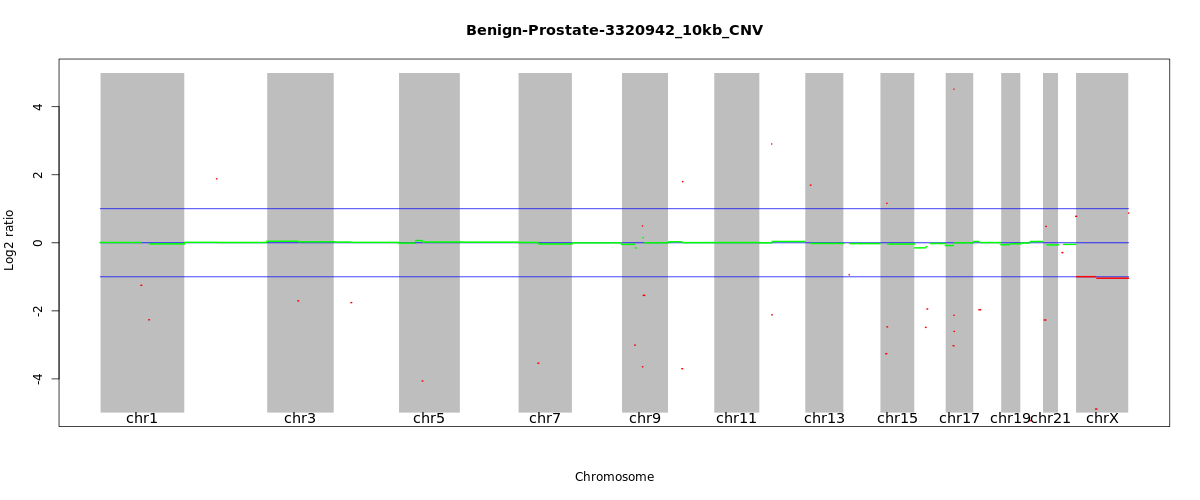 Benign-Prostate-3320942_10kb_CNV
Log2 ratio
4
2
0
-2
-4
chr1 chr3 chr5 chr7 chr9 chr11 chr13 chr15 chr17 chr19 chr21 chrX
Chromosome